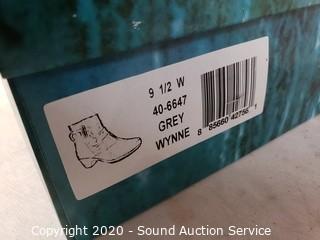 9 1/2 W
40-6647
GREY
WYNNE
8 85660 42756 1
Copyright 2020 - Sound Auction Service